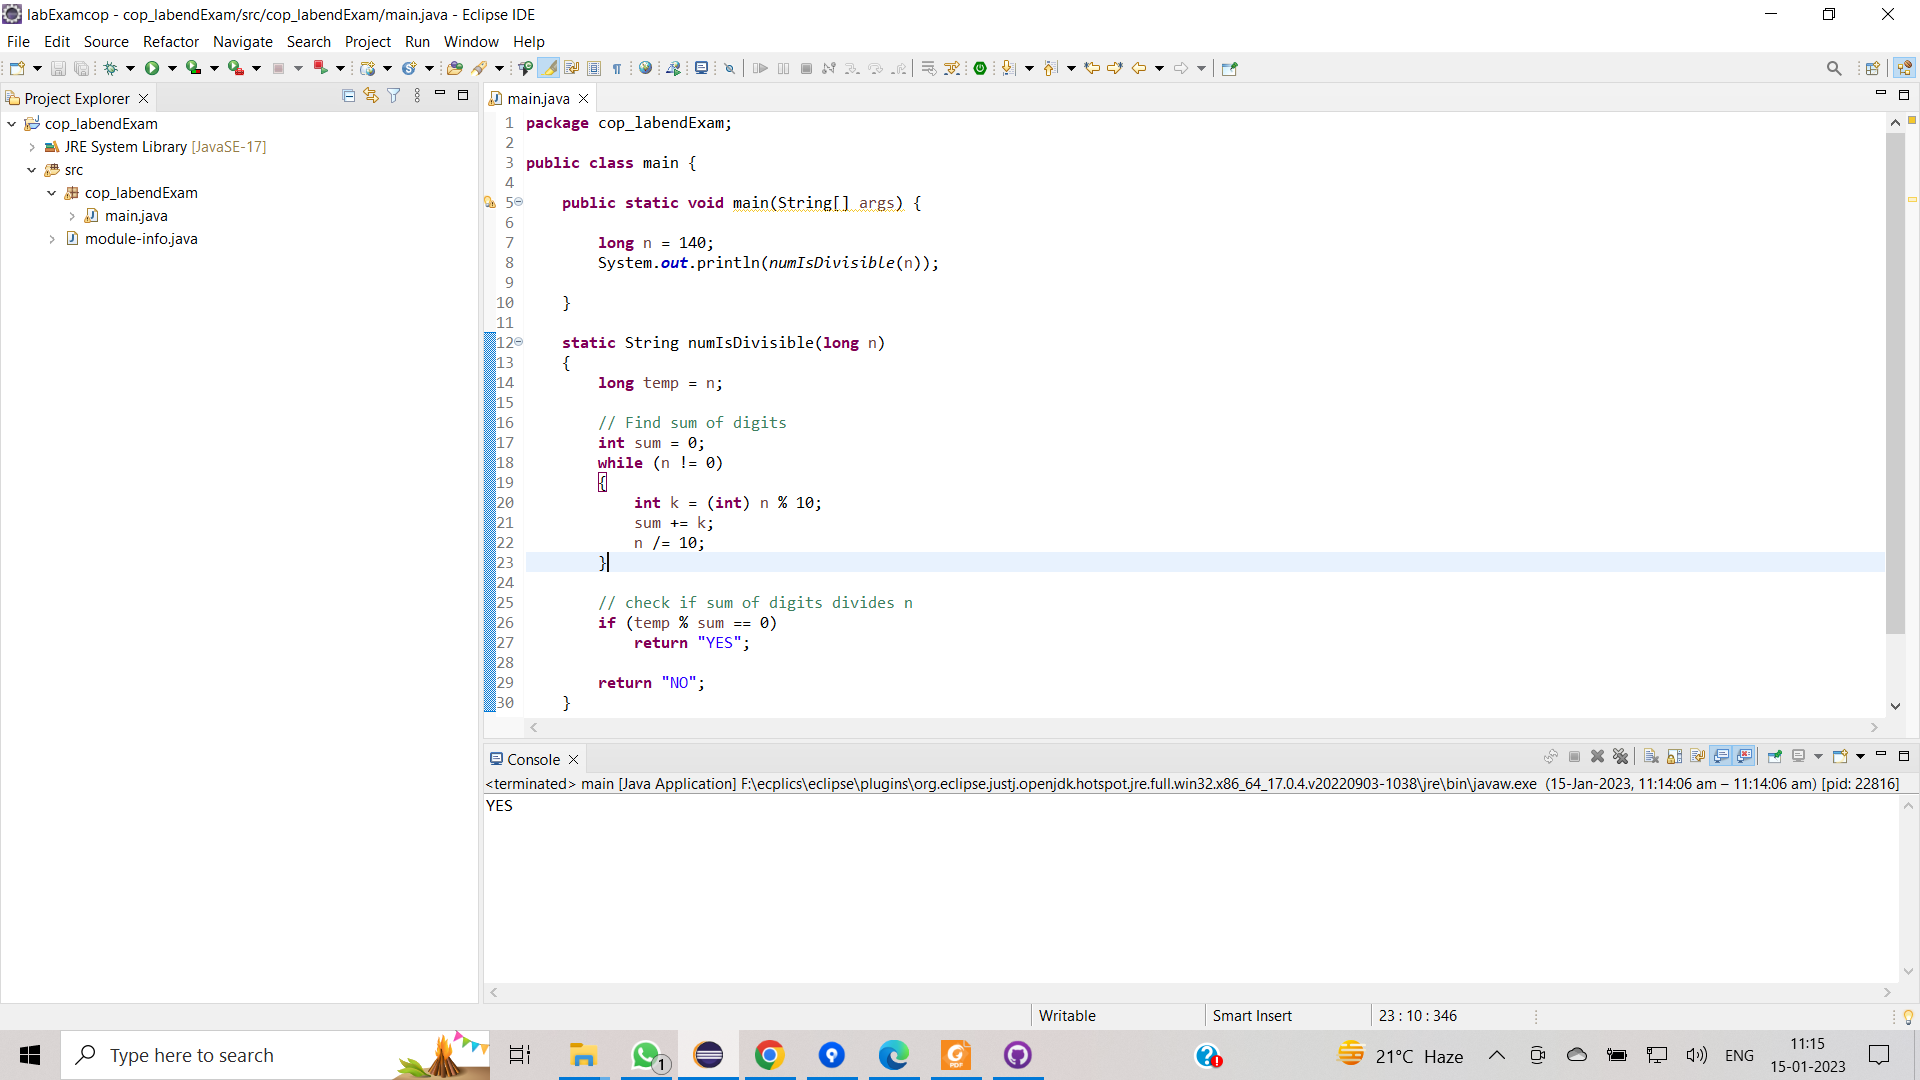 labExamcop - cop_labendExam/src/cop_labendExam/main.java - Eclipse IDE
File Edit Source Refactor Navigate Search Project Run Window Help
Project Explorer
cop_labendExam
JRE System Library [JavaSE-17]
src
cop_labendExam
main.java
module-info.java
main.java
1 package cop_labendExam;
2
3 public class main {
4
5 public static void main(String[] args) {
6
7 long n = 140;
8 System.out.println(numIsDivisible(n));
9
10 }
11
12 static String numIsDivisible(long n)
13 {
14 long temp = n;
15
16 // Find sum of digits
17 int sum = 0;
18 while (n != 0)
19 {
20 int k = (int) n % 10;
21 sum += k;
22 n /= 10;
23 }
24
25 // check if sum of digits divides n
26 if (temp % sum == 0)
27 return "YES";
28
29 return "NO";
30 }
Console
<terminated> main [Java Application] F:\ecplics\eclipse\plugins\org.eclipse.justj.openjdk.hotspot.jre.full.win32.x86_64_17.0.4.v20220903-1038\jre\bin\javaw.exe (15-Jan-2023, 11:14:06 am – 11:14:06 am) [pid: 22816]
YES
Writable Smart Insert 23 : 10 : 346
Type here to search
1
PDF
21°C Haze
ENG
11:15
15-01-2023